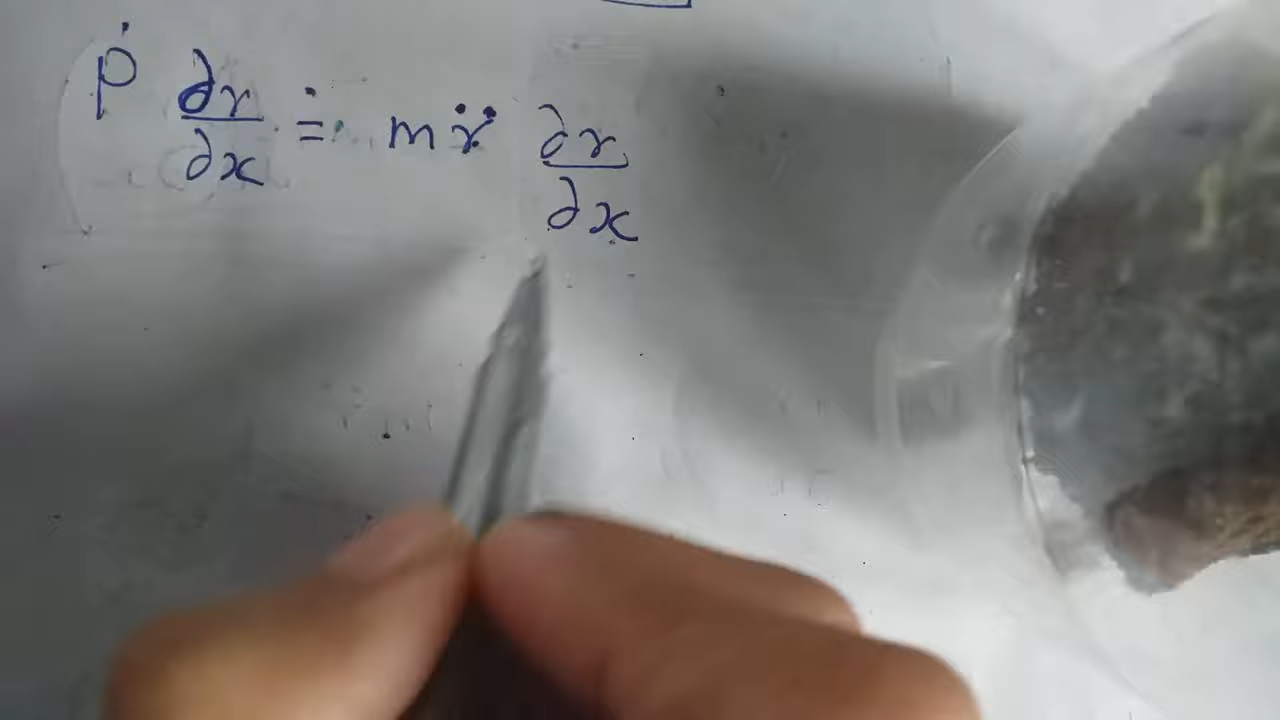 ṗ ∂r/∂x = m r̈ ∂r/∂x